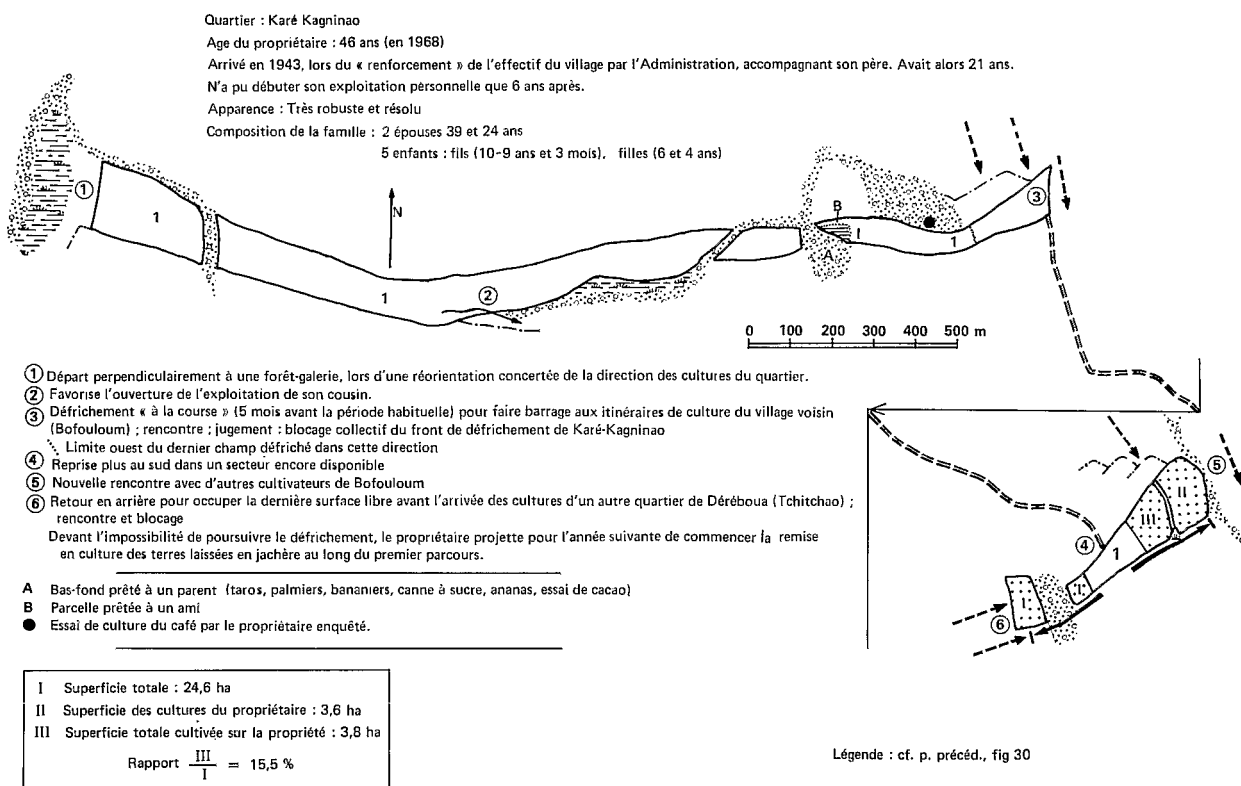 Quartier : Karé Kagninao
Age du propriétaire : 46 ans (en 1968)
Arrivé en 1943, lors du « renforcement » de l'effectif du village par l'Administration, accompagnant son père. Avait alors 21 ans.
N'a pu débuter son exploitation personnelle que 6 ans après.
Apparence : Très robuste et résolu
Composition de la famille : 2 épouses 39 et 24 ans
5 enfants : fils (10-9 ans et 3 mois), filles (6 et 4 ans)
1
1
N
1
2
B
A
I
1
3
0 100 200 300 400 500 m
1 Départ perpendiculairement à une forêt-galerie, lors d'une réorientation concertée de la direction des cultures du quartier.
2 Favorise l'ouverture de l'exploitation de son cousin.
3 Défrichement « à la course » (5 mois avant la période habituelle) pour faire barrage aux itinéraires de culture du village voisin
(Bofouloum) ; rencontre ; jugement : blocage collectif du front de défrichement de Karé-Kagninao
Limite ouest du dernier champ défriché dans cette direction
4 Reprise plus au sud dans un secteur encore disponible
5 Nouvelle rencontre avec d'autres cultivateurs de Bofouloum
6 Retour en arrière pour occuper la dernière surface libre avant l'arrivée des cultures d'un autre quartier de Déréboua (Tchitchao) ;
rencontre et blocage
Devant l'impossibilité de poursuivre le défrichement, le propriétaire projette pour l'année suivante de commencer la remise
en culture des terres laissées en jachère au long du premier parcours.
A Bas-fond prêté à un parent (taros, palmiers, bananiers, canne à sucre, ananas, essai de cacao)
B Parcelle prêtée à un ami
● Essai de culture du café par le propriétaire enquêté.
5
II
III
4
1
I
I
6
I Superficie totale : 24,6 ha
II Superficie des cultures du propriétaire : 3,6 ha
III Superficie totale cultivée sur la propriété : 3,8 ha
Rapport III/I = 15,5 %
Légende : cf. p. précéd., fig 30